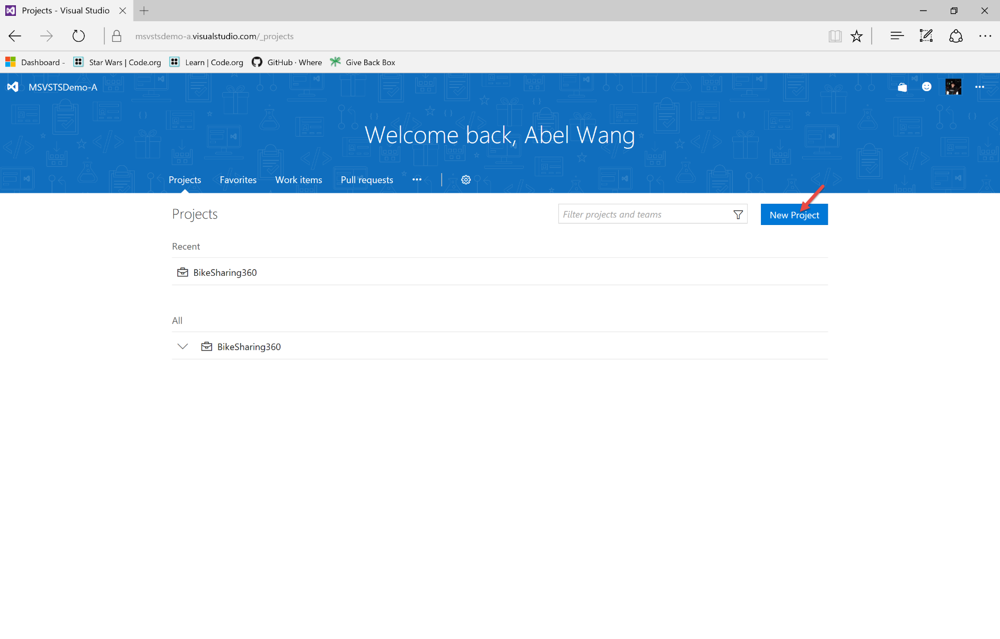 Projects - Visual Studio
msvstsdemo-a.visualstudio.com/_projects
Dashboard - Star Wars | Code.org Learn | Code.org GitHub · Where Give Back Box
MSVSTSDemo-A
Welcome back, Abel Wang
Projects Favorites Work items Pull requests
Projects Filter projects and teams New Project
Recent
BikeSharing360
All
BikeSharing360